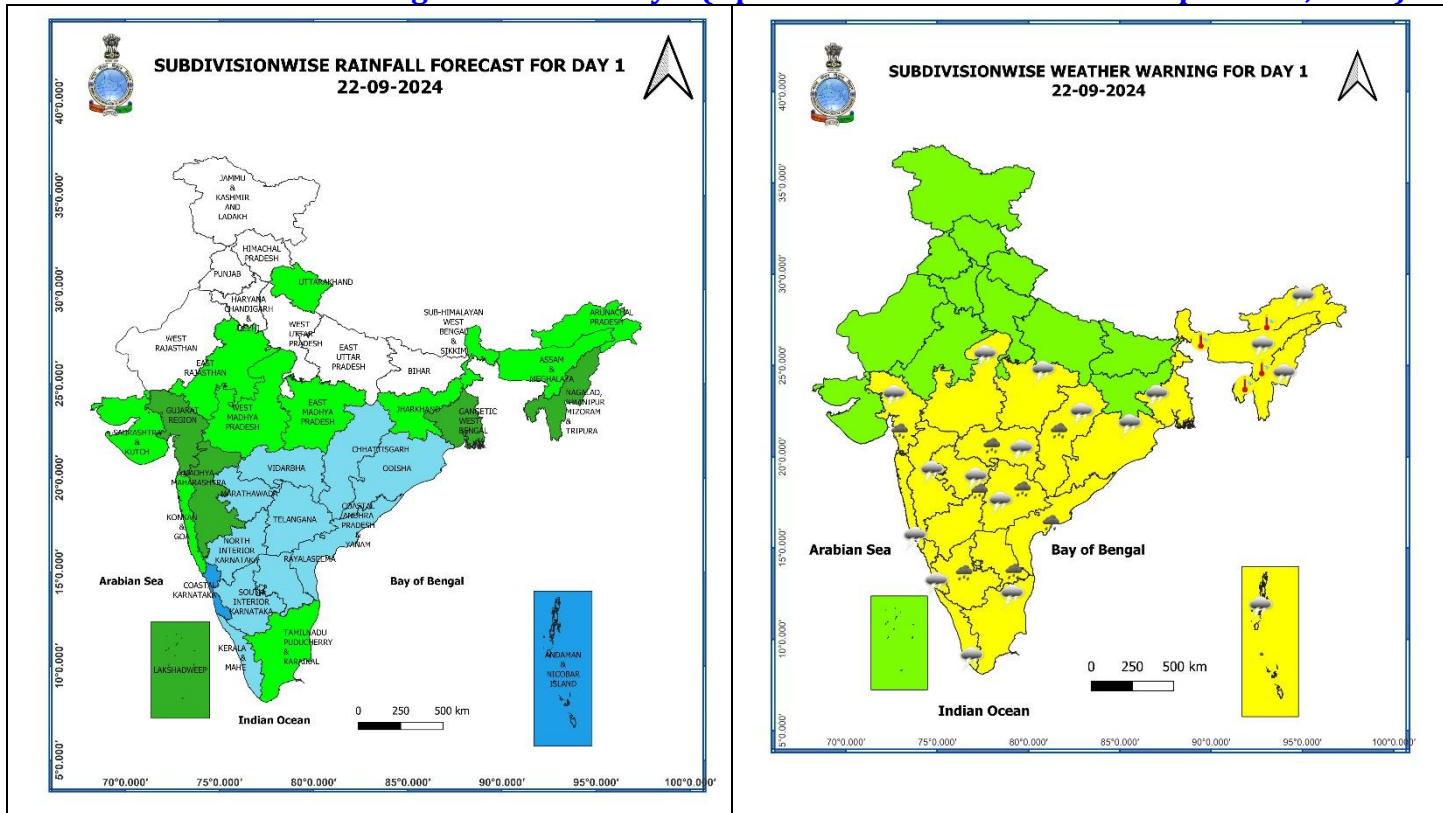 SUBDIVISIONWISE RAINFALL FORECAST FOR DAY 1
22-09-2024
JAMMU
&
KASHMIR
AND
LADAKH
HIMACHAL
PRADESH
PUNJAB
UTTARAKHAND
HARYANA
CHANDIGARH
&
DELHI
WEST
UTTAR
PRADESH
WEST
RAJASTHAN
EAST
UTTAR
PRADESH
SUB-HIMALAYAN
WEST
BENGAL
&
SIKKIM
ARUNACHAL
PRADESH
BIHAR
ASSAM
&
MEGHALAYA
EAST
RAJASTHAN
NAGALAD,
MANIPUR
MIZORAM
&
TRIPURA
GUJARAT
REGION
WEST
MADHYA
PRADESH
EAST
MADHYA
PRADESH
JHARKHAND
GANGETIC
WEST
BENGAL
SAURASHTRA
&
KUTCH
CHHATTISGARH
ODISHA
VIDARBHA
MADHYA
MAHARASHTRA
MARATHAWADA
KONKAN
&
GOA
TELANGANA
COASTAL
ANDHRA
PRADESH
&
YANAM
NORTH
INTERIOR
KARNATAKA
RAYALASEEMA
Arabian Sea
Bay of Bengal
COASTAL
KARNATAKA
SOUTH
INTERIOR
KARNATAKA
TAMILNADU
PUDUCHERRY
&
KARAIKAL
KERALA
&
MAHE
LAKSHADWEEP
ANDAMAN
&
NICOBAR
ISLAND
Indian Ocean
0 250 500 km
40°0.000'
35°0.000'
30°0.000'
25°0.000'
20°0.000'
15°0.000'
10°0.000'
5°0.000'
70°0.000' 75°0.000' 80°0.000' 85°0.000' 90°0.000' 95°0.000' 100°0.000'
SUBDIVISIONWISE WEATHER WARNING FOR DAY 1
22-09-2024
Arabian Sea
Bay of Bengal
Indian Ocean
0 250 500 km
40°0.000'
35°0.000'
30°0.000'
25°0.000'
20°0.000'
15°0.000'
10°0.000'
5°0.000'
70°0.000' 75°0.000' 80°0.000' 85°0.000' 90°0.000' 95°0.000' 100°0.000'